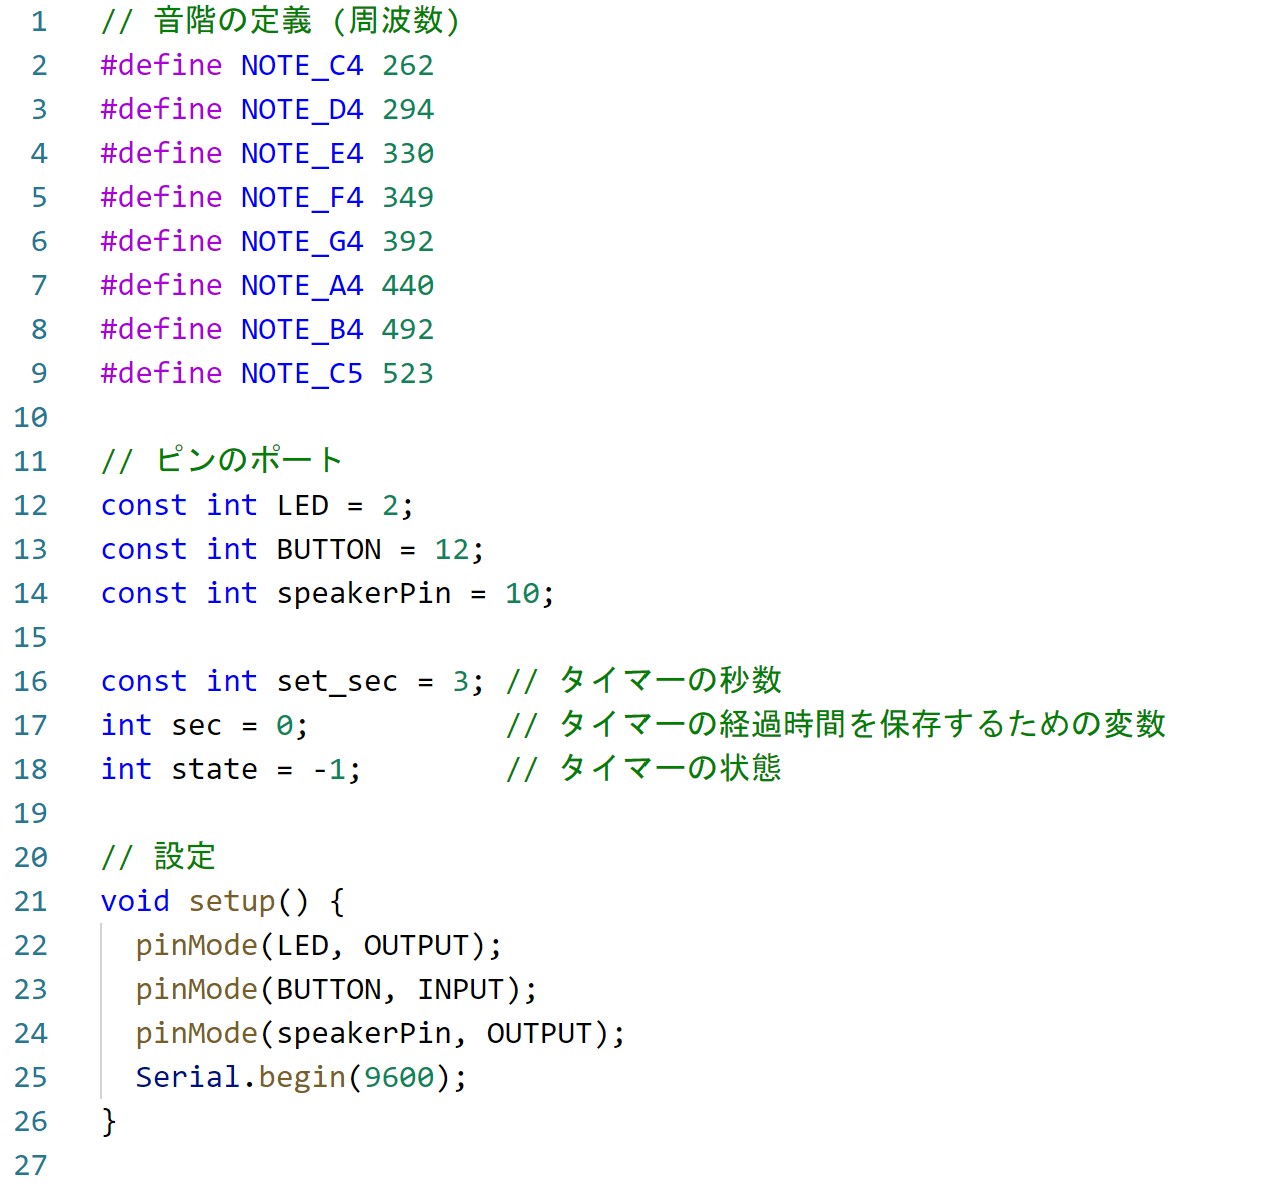 1 // 音階の定義 (周波数)
2 #define NOTE_C4 262
3 #define NOTE_D4 294
4 #define NOTE_E4 330
5 #define NOTE_F4 349
6 #define NOTE_G4 392
7 #define NOTE_A4 440
8 #define NOTE_B4 492
9 #define NOTE_C5 523
10
11 // ピンのポート
12 const int LED = 2;
13 const int BUTTON = 12;
14 const int speakerPin = 10;
15
16 const int set_sec = 3; // タイマーの秒数
17 int sec = 0;           // タイマーの経過時間を保存するための変数
18 int state = -1;        // タイマーの状態
19
20 // 設定
21 void setup() {
22   pinMode(LED, OUTPUT);
23   pinMode(BUTTON, INPUT);
24   pinMode(speakerPin, OUTPUT);
25   Serial.begin(9600);
26 }
27